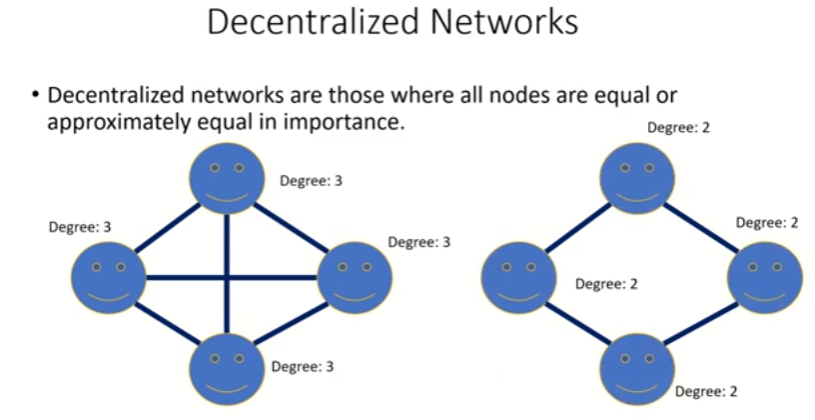 Decentralized Networks
• Decentralized networks are those where all nodes are equal or
approximately equal in importance.
Degree: 3
Degree: 3
Degree: 3
Degree: 3
Degree: 2
Degree: 2
Degree: 2
Degree: 2